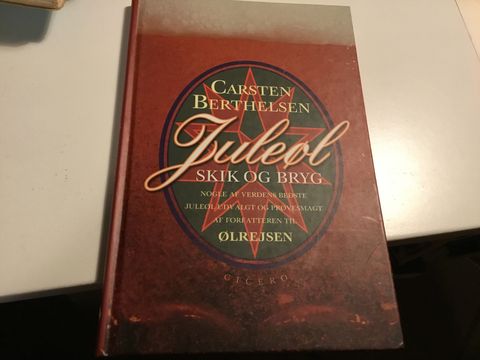 CARSTEN
BERTHELSEN
Juleøl
SKIK OG BRYG
NOGLE AF VERDENS BEDSTE
JULEØL UDVALGT OG PRØVESMAGT
AF FORFATTEREN TIL
ØLREJSEN
CICERO